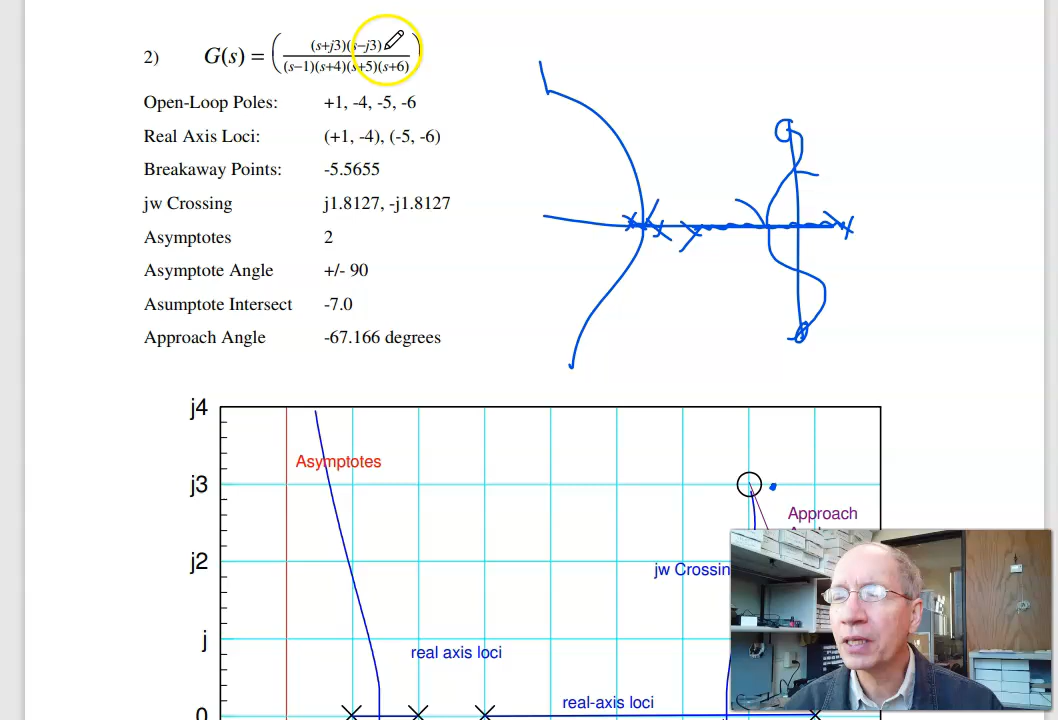 2) G(s) = ( (s+j3)(s−j3) / (s−1)(s+4)(s+5)(s+6) )
Open-Loop Poles: +1, -4, -5, -6
Real Axis Loci: (+1, -4), (-5, -6)
Breakaway Points: -5.5655
jw Crossing j1.8127, -j1.8127
Asymptotes 2
Asymptote Angle +/- 90
Asumptote Intersect -7.0
Approach Angle -67.166 degrees
j4
Asymptotes
j3
Approach
j2
jw Crossin
j
real axis loci
real-axis loci
0